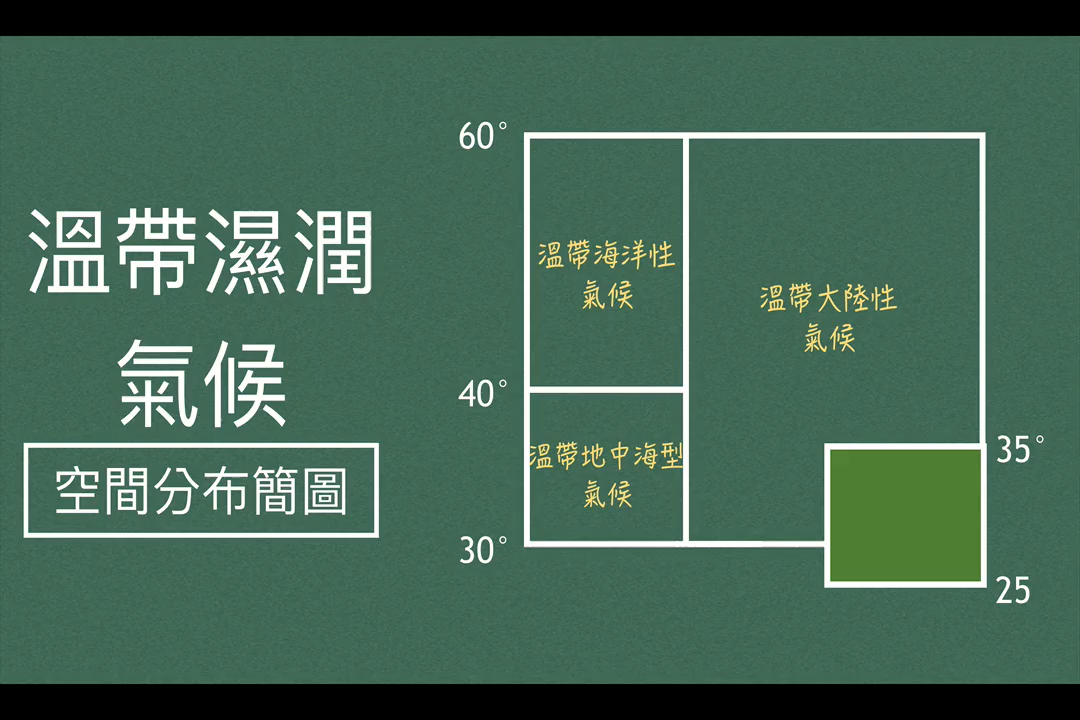 溫帶濕潤
氣候
空間分布簡圖
60°
溫帶海洋性
氣候
溫帶大陸性
氣候
40°
溫帶地中海型
氣候
35°
30°
25